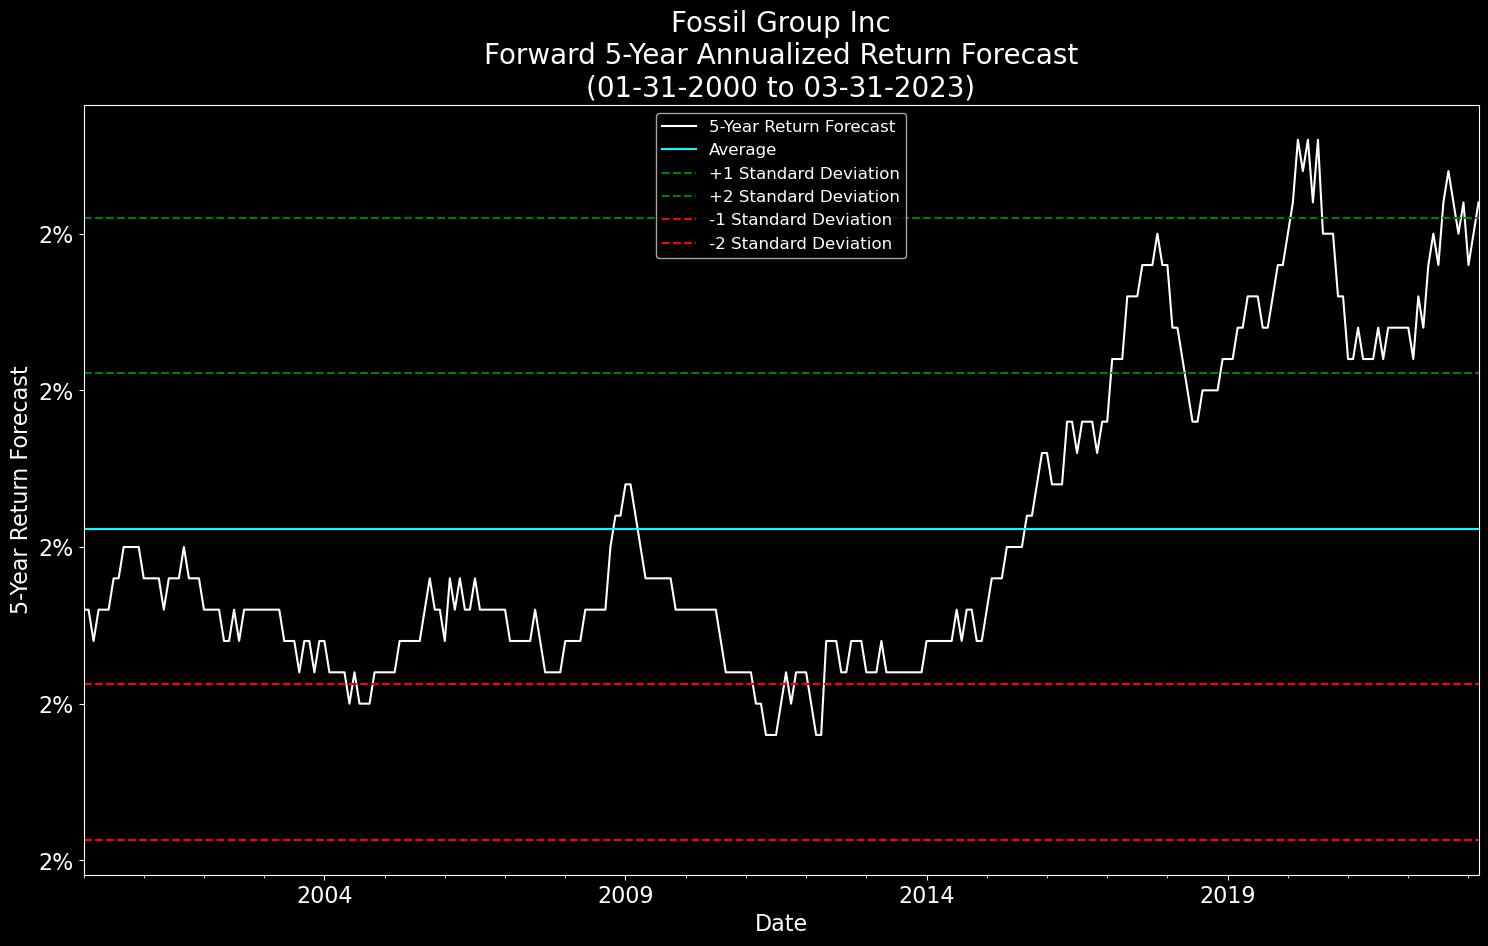 Fossil Group Inc
Forward 5-Year Annualized Return Forecast
(01-31-2000 to 03-31-2023)
5-Year Return Forecast
Average
+1 Standard Deviation
+2 Standard Deviation
-1 Standard Deviation
-2 Standard Deviation
5-Year Return Forecast
2%
2%
2%
2%
2%
2004
2009
2014
2019
Date